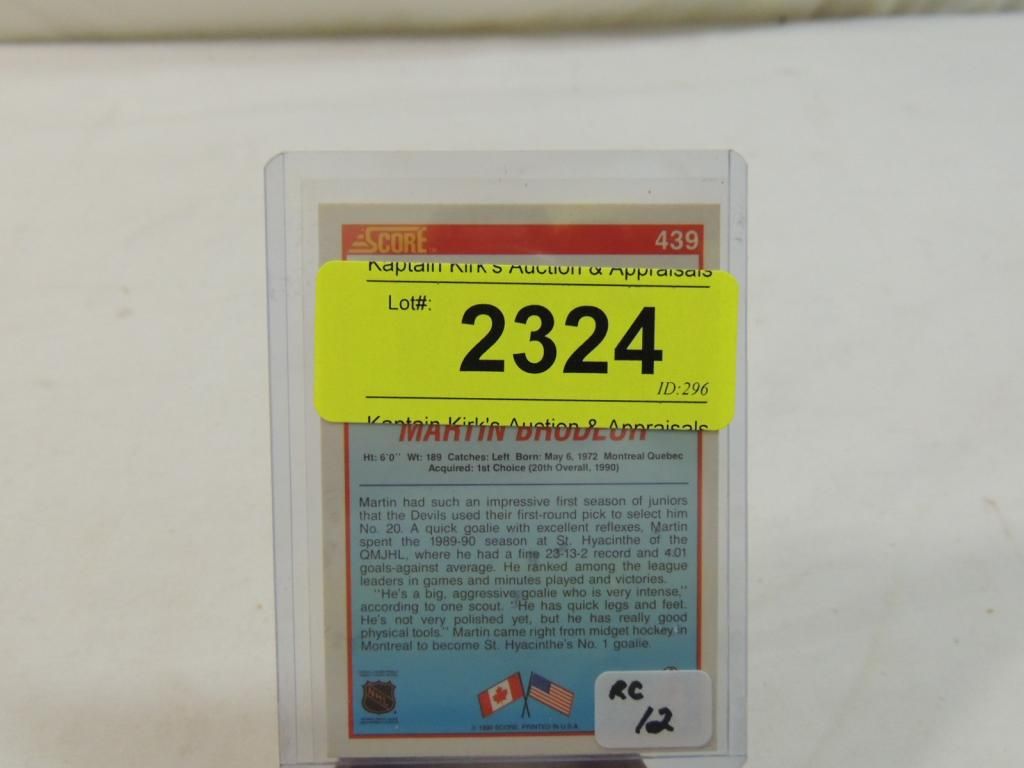 SCORE 439
Kaptain Kirk's Auction & Appraisals
Lot#: 2324
ID:296
Kaptain Kirk's Auction & Appraisals
MARTIN BRODEUR
Ht: 6'0" Wt: 189 Catches: Left Born: May 6, 1972 Montreal Quebec
Acquired: 1st Choice (20th Overall, 1990)
Martin had such an impressive first season of juniors
that the Devils used their first-round pick to select him
No. 20. A quick goalie with excellent reflexes, Martin
spent the 1989-90 season at St. Hyacinthe of the
QMJHL, where he had a fine 23-13-2 record and 4.01
goals-against average. He ranked among the league
leaders in games and minutes played and victories.
"He's a big, aggressive goalie who is very intense,"
according to one scout. "He has quick legs and feet.
He's not very polished yet, but he has really good
physical tools." Martin came right from midget hockey in
Montreal to become St. Hyacinthe's No. 1 goalie.
NHL
© 1990 SCORE, PRINTED IN U.S.A.
RC
12